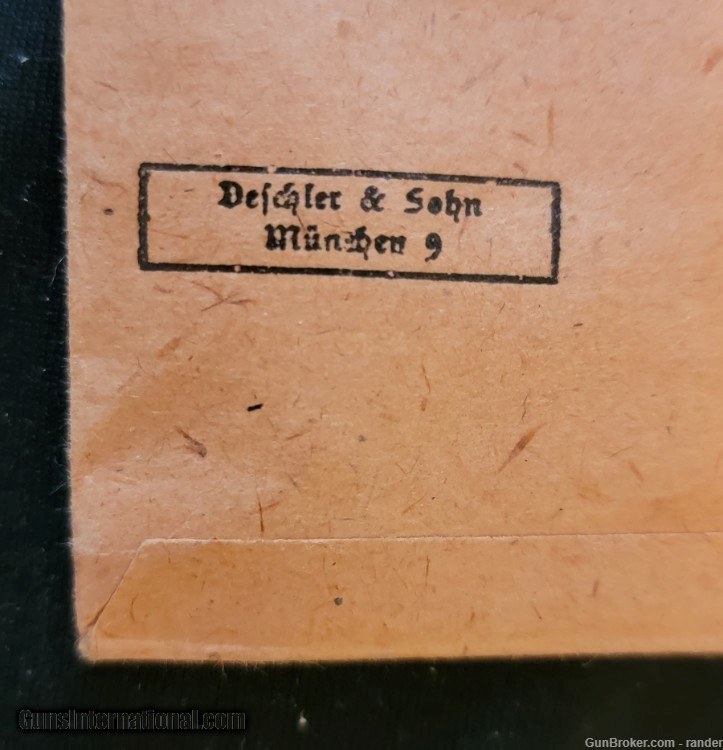 Deschler & Sohn
München 9
GunsInternational.com
GunBroker.com - rander